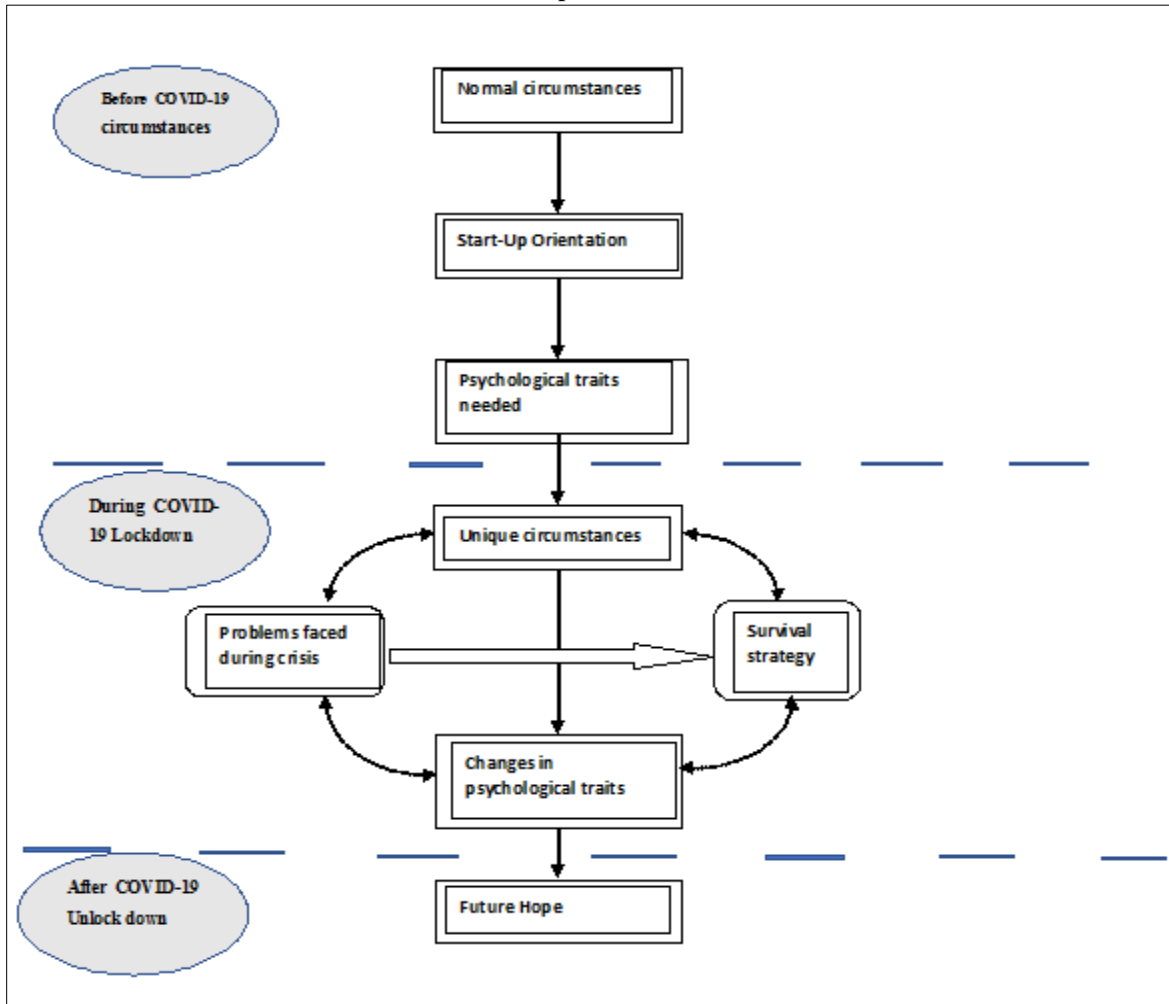 Before COVID-19
circumstances
Normal circumstances
Start-Up Orientation
Psychological traits
needed
During COVID-
19 Lockdown
Unique circumstances
Problems faced
during crisis
Survival
strategy
Changes in
psychological traits
After COVID-19
Unlock down
Future Hope